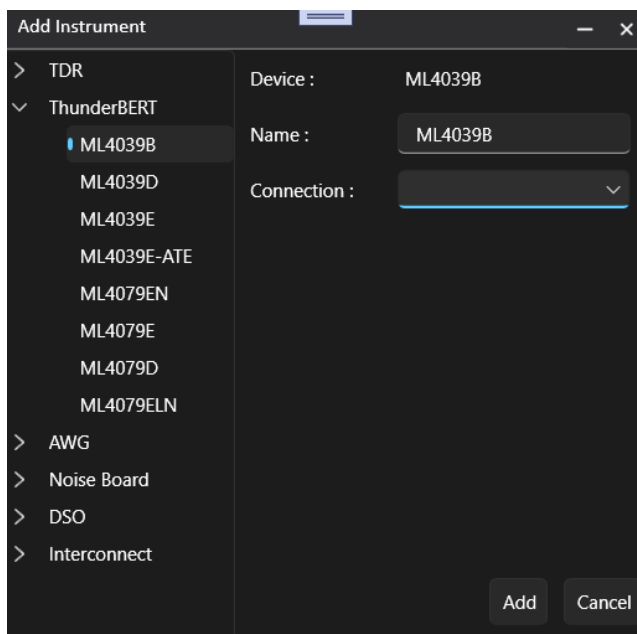 Add Instrument
TDR
ThunderBERT
ML4039B
ML4039D
ML4039E
ML4039E-ATE
ML4079EN
ML4079E
ML4079D
ML4079ELN
AWG
Noise Board
DSO
Interconnect
Device : ML4039B
Name : ML4039B
Connection :
Add Cancel